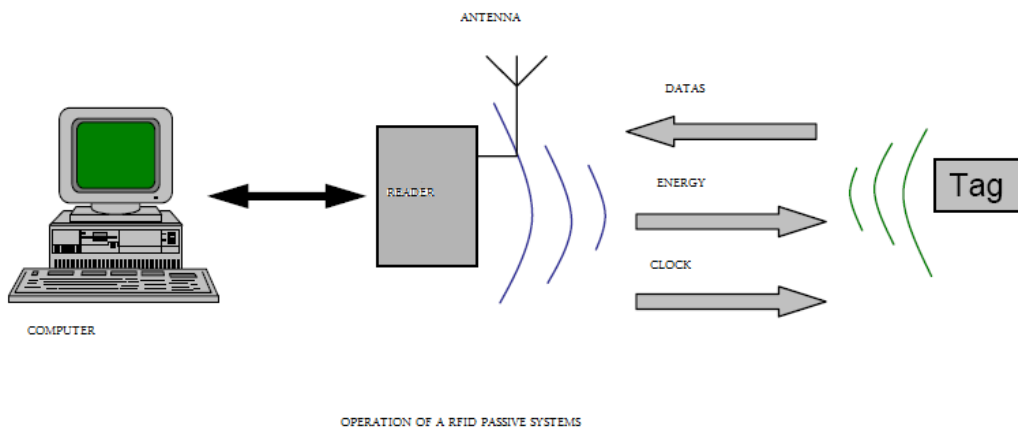 ANTENNA
DATAS
ENERGY
Tag
READER
CLOCK
COMPUTER
OPERATION OF A RFID PASSIVE SYSTEMS